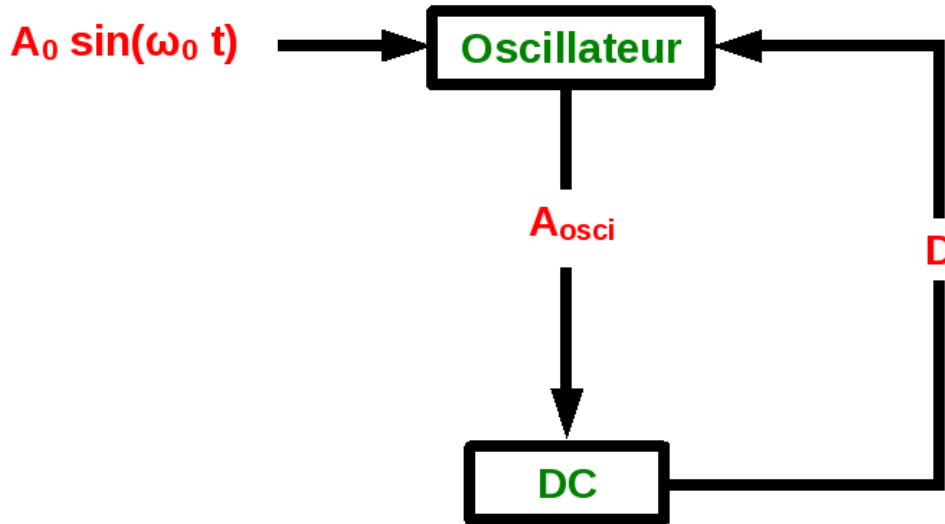 A₀ sin(ω₀ t)
Oscillateur
Aosci
D
DC